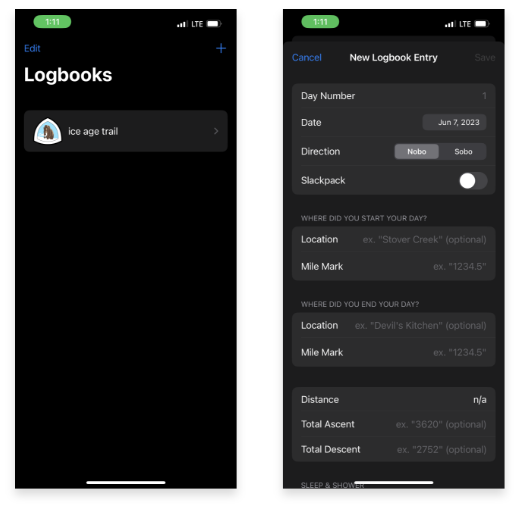 1:11
LTE
Edit
+
Logbooks
ice age trail
1:11
LTE
Cancel New Logbook Entry Save
Day Number 1
Date Jun 7, 2023
Direction Nobo Sobo
Slackpack
WHERE DID YOU START YOUR DAY?
Location ex. "Stover Creek" (optional)
Mile Mark ex. "1234.5"
WHERE DID YOU END YOUR DAY?
Location ex. "Devil's Kitchen" (optional)
Mile Mark ex. "1234.5"
Distance n/a
Total Ascent ex. "3620" (optional)
Total Descent ex. "2752" (optional)
SLEEP & SHOWER